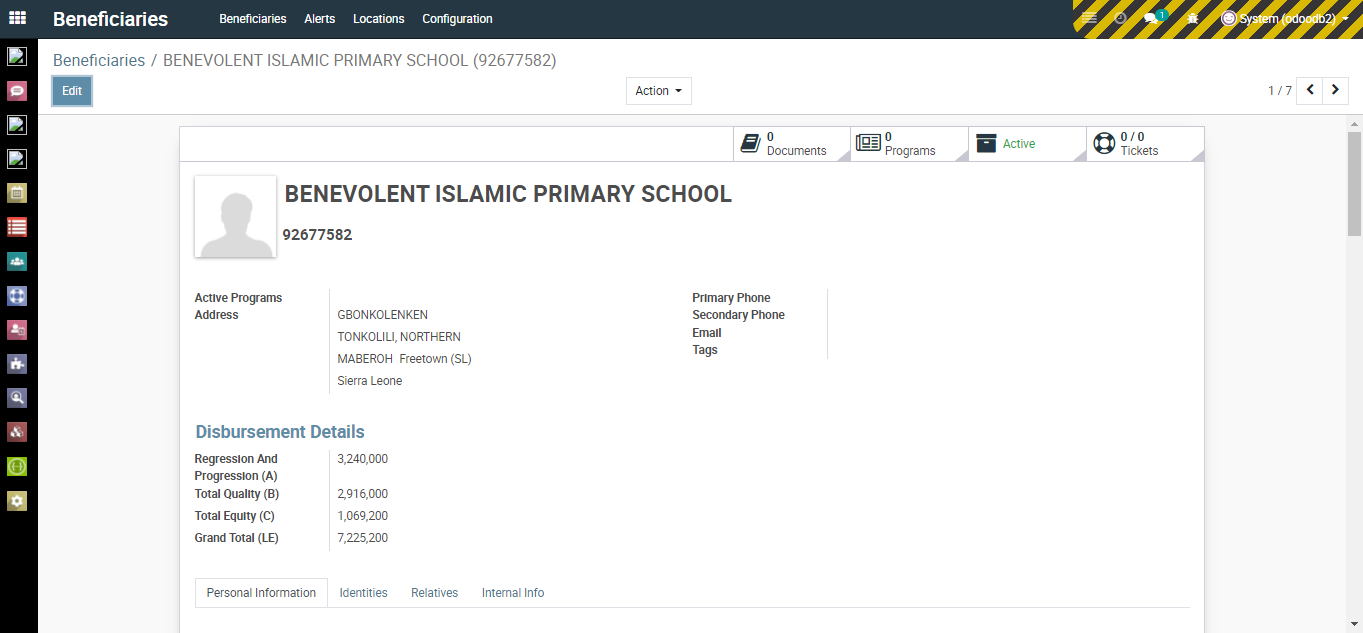 Beneficiaries Beneficiaries Alerts Locations Configuration 1 System (odoodb2)
Beneficiaries / BENEVOLENT ISLAMIC PRIMARY SCHOOL (92677582)
Edit Action 1 / 7
0 Documents
0 Programs
Active
0 / 0 Tickets
BENEVOLENT ISLAMIC PRIMARY SCHOOL
92677582
Active Programs
Address GBONKOLENKEN
TONKOLILI, NORTHERN
MABEROH Freetown (SL)
Sierra Leone
Primary Phone
Secondary Phone
Email
Tags
Disbursement Details
Regression And 3,240,000
Progression (A)
Total Quality (B) 2,916,000
Total Equity (C) 1,069,200
Grand Total (LE) 7,225,200
Personal Information Identities Relatives Internal Info